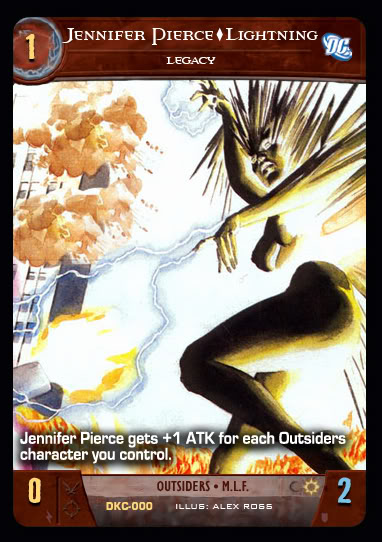 1
JENNIFER PIERCE♦LIGHTNING
DC
LEGACY
Jennifer Pierce gets +1 ATK for each Outsiders
character you control.
0
OUTSIDERS • M.L.F.
C
2
DKC-000 ILLUS: ALEX ROSS